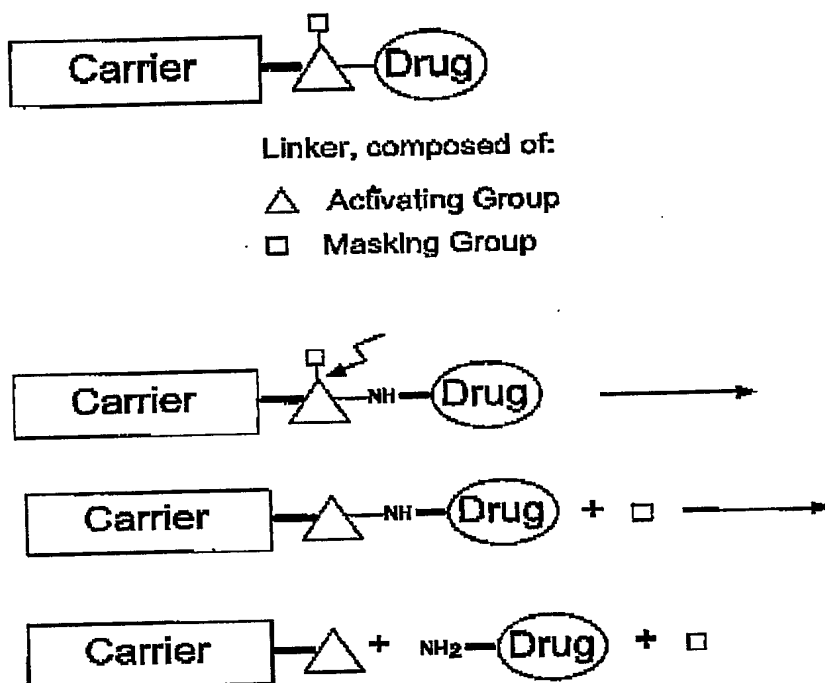 Carrier Drug
Linker, composed of:
Activating Group
Masking Group
Carrier NH Drug
Carrier NH Drug +
Carrier + NH2 Drug +